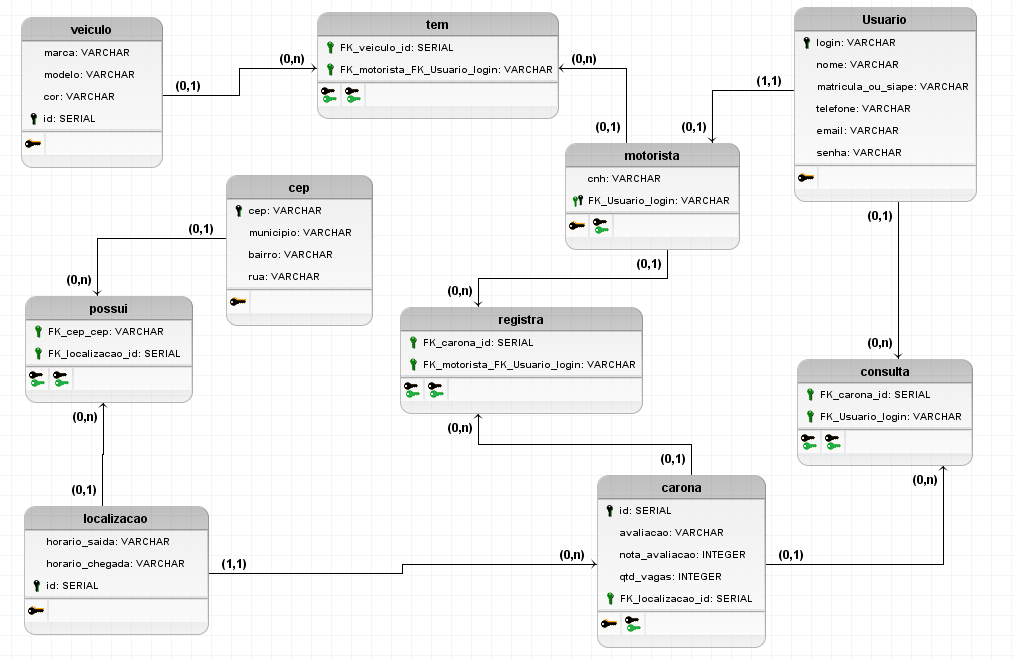 veiculo
marca: VARCHAR
modelo: VARCHAR
cor: VARCHAR
id: SERIAL
(0,1)
(0,n)
tem
FK_veiculo_id: SERIAL
FK_motorista_FK_Usuario_login: VARCHAR
(0,n)
(0,1)
Usuario
login: VARCHAR
nome: VARCHAR
matricula_ou_siape: VARCHAR
telefone: VARCHAR
email: VARCHAR
senha: VARCHAR
(1,1)
(0,1)
(0,1)
(0,n)
motorista
cnh: VARCHAR
FK_Usuario_login: VARCHAR
(0,1)
(0,n)
cep
cep: VARCHAR
municipio: VARCHAR
bairro: VARCHAR
rua: VARCHAR
(0,1)
(0,n)
possui
FK_cep_cep: VARCHAR
FK_localizacao_id: SERIAL
(0,n)
(0,1)
registra
FK_carona_id: SERIAL
FK_motorista_FK_Usuario_login: VARCHAR
(0,n)
(0,1)
consulta
FK_carona_id: SERIAL
FK_Usuario_login: VARCHAR
(0,n)
(0,1)
localizacao
horario_saida: VARCHAR
horario_chegada: VARCHAR
id: SERIAL
(1,1)
(0,n)
carona
id: SERIAL
avaliacao: VARCHAR
nota_avaliacao: INTEGER
qtd_vagas: INTEGER
FK_localizacao_id: SERIAL